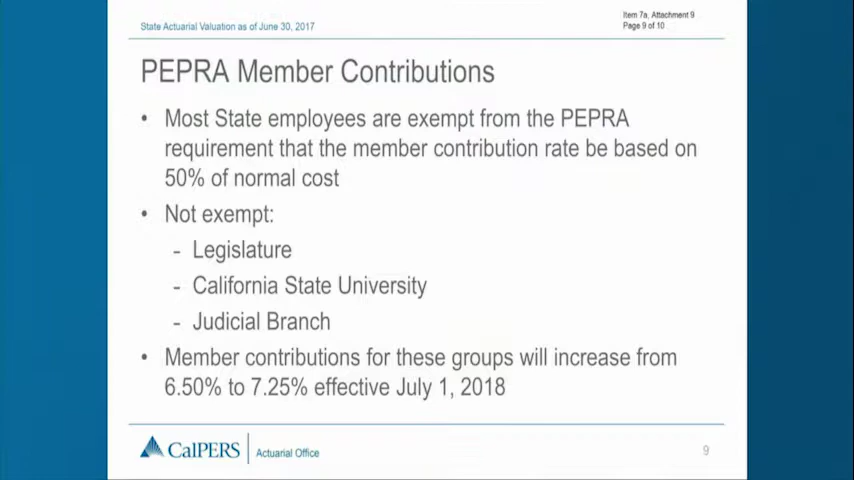 State Actuarial Valuation as of June 30, 2017
Item 7a, Attachment 9
Page 9 of 10
PEPRA Member Contributions
• Most State employees are exempt from the PEPRA
requirement that the member contribution rate be based on
50% of normal cost
• Not exempt:
- Legislature
- California State University
- Judicial Branch
• Member contributions for these groups will increase from
6.50% to 7.25% effective July 1, 2018
CalPERS
Actuarial Office
9